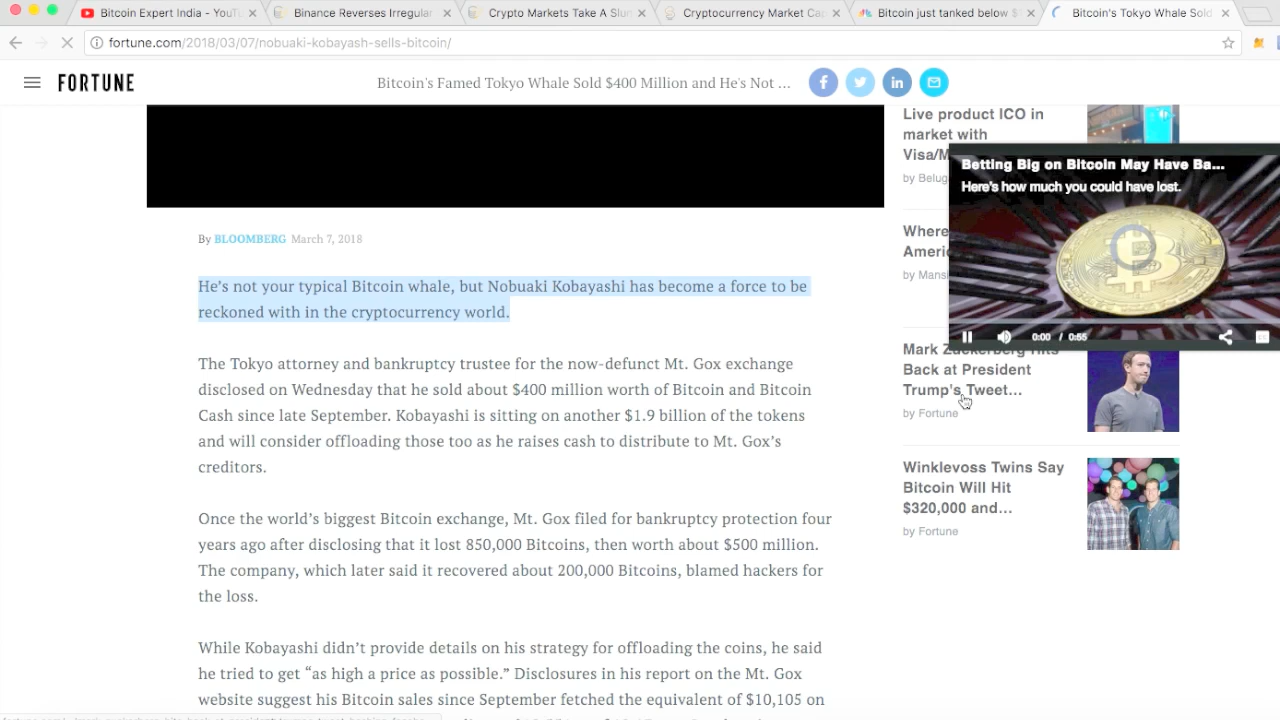 Bitcoin Expert India - YouTu
Binance Reverses Irregular
Crypto Markets Take A Slun
Cryptocurrency Market Cap
Bitcoin just tanked below $
Bitcoin's Tokyo Whale Sold
fortune.com/2018/03/07/nobuaki-kobayash-sells-bitcoin/
FORTUNE
Bitcoin's Famed Tokyo Whale Sold $400 Million and He's Not ...
By BLOOMBERG March 7, 2018
He's not your typical Bitcoin whale, but Nobuaki Kobayashi has become a force to be
reckoned with in the cryptocurrency world.
The Tokyo attorney and bankruptcy trustee for the now-defunct Mt. Gox exchange
disclosed on Wednesday that he sold about $400 million worth of Bitcoin and Bitcoin
Cash since late September. Kobayashi is sitting on another $1.9 billion of the tokens
and will consider offloading those too as he raises cash to distribute to Mt. Gox's
creditors.
Once the world's biggest Bitcoin exchange, Mt. Gox filed for bankruptcy protection four
years ago after disclosing that it lost 850,000 Bitcoins, then worth about $500 million.
The company, which later said it recovered about 200,000 Bitcoins, blamed hackers for
the loss.
While Kobayashi didn't provide details on his strategy for offloading the coins, he said
he tried to get "as high a price as possible." Disclosures in his report on the Mt. Gox
website suggest his Bitcoin sales since September fetched the equivalent of $10,105 on
Live product ICO in
market with
Visa/M
by Belug
Betting Big on Bitcoin May Have Ba...
Here's how much you could have lost.
0:00 / 0:55
Where
Americ
by Mansi
Mark Zuckerberg Hits
Back at President
Trump's Tweet...
by Fortune
Winklevoss Twins Say
Bitcoin Will Hit
$320,000 and...
by Fortune